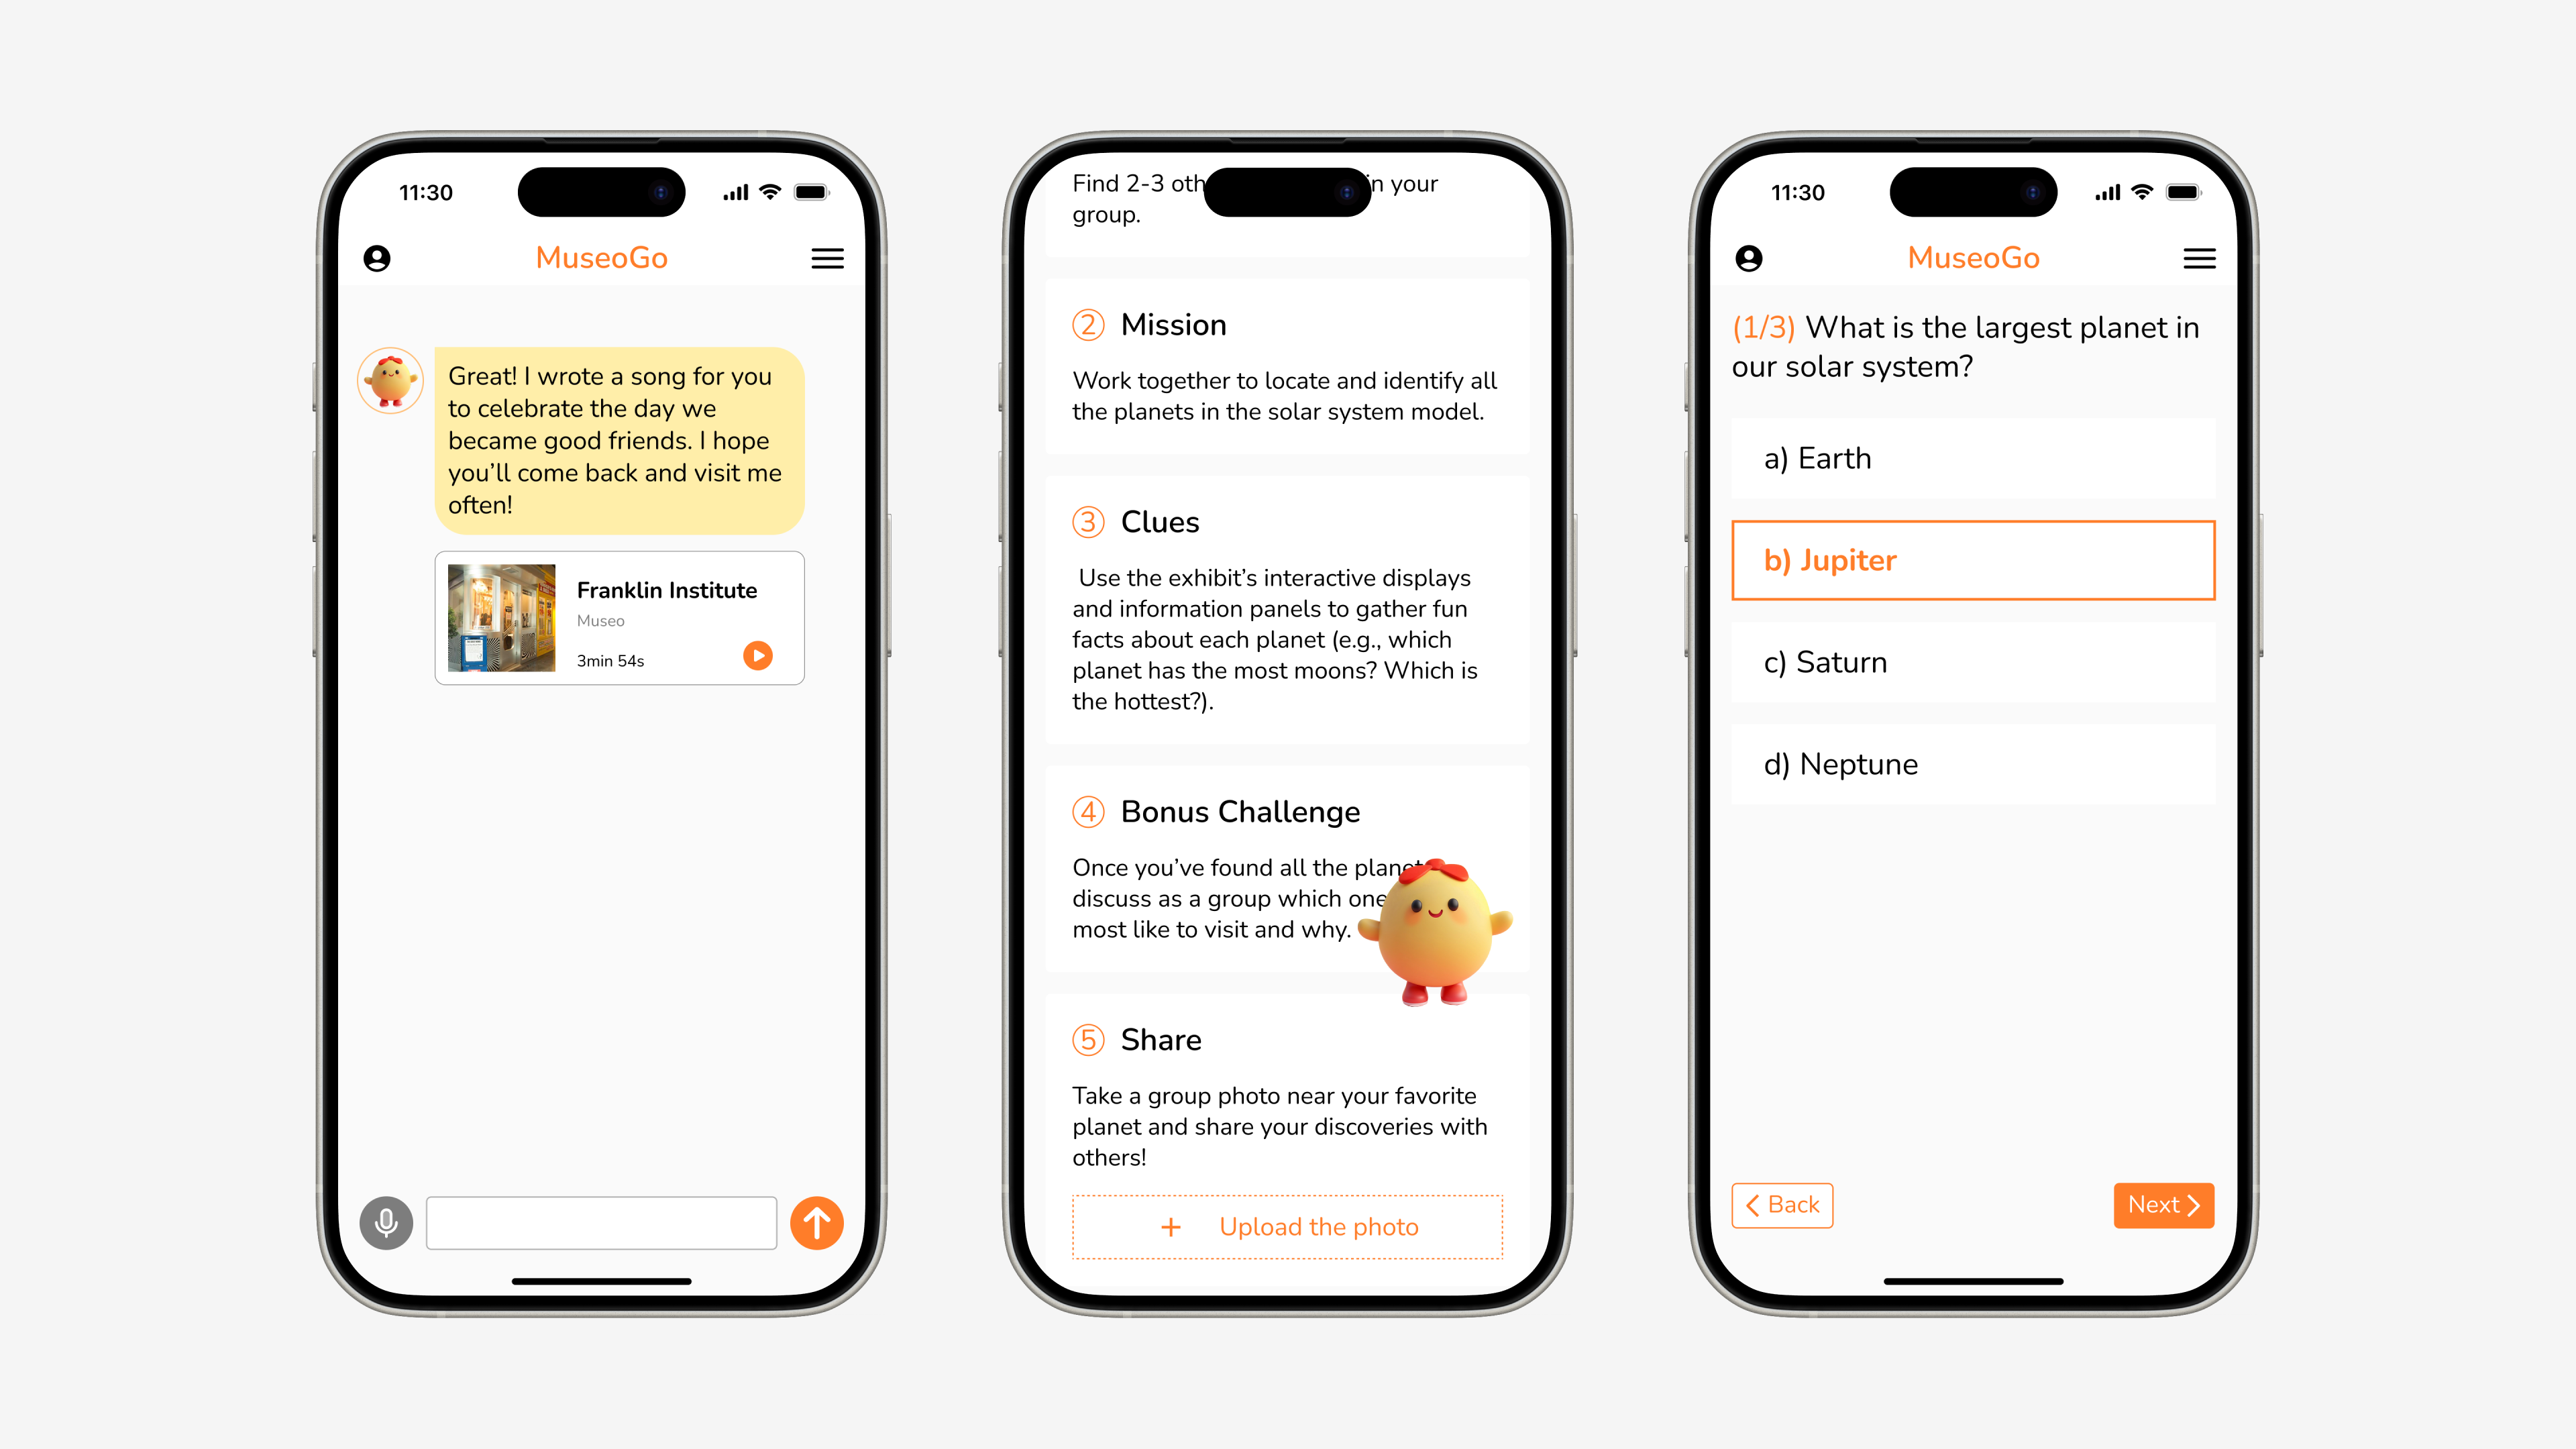 11:30
MuseoGo
Great! I wrote a song for you
to celebrate the day we
became good friends. I hope
you’ll come back and visit me
often!
Franklin Institute
Museo
3min 54s
Find 2-3 in your
group.
2 Mission
Work together to locate and identify all
the planets in the solar system model.
3 Clues
Use the exhibit’s interactive displays
and information panels to gather fun
facts about each planet (e.g., which
planet has the most moons? Which is
the hottest?).
4 Bonus Challenge
Once you’ve found all the
discuss as a group which one
most like to visit and why.
5 Share
Take a group photo near your favorite
planet and share your discoveries with
others!
+ Upload the photo
11:30
MuseoGo
(1/3) What is the largest planet in
our solar system?
a) Earth
b) Jupiter
c) Saturn
d) Neptune
< Back
Next >